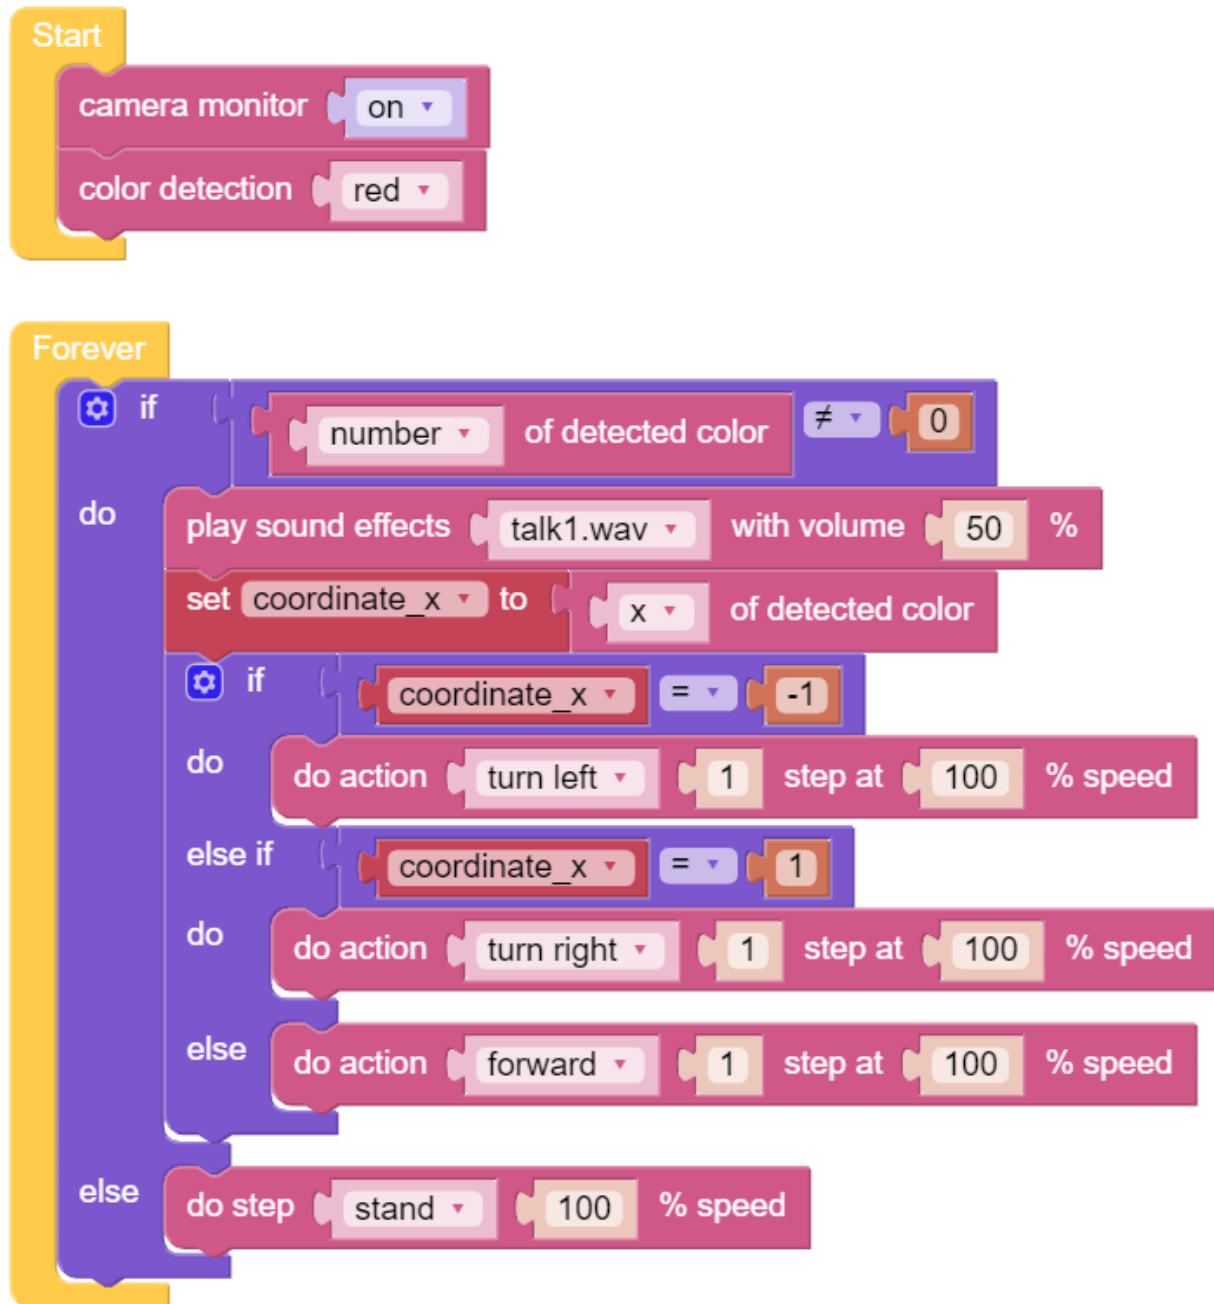 Start
camera monitor on
color detection red
Forever
if number of detected color ≠ 0
do play sound effects talk1.wav with volume 50 %
set coordinate_x to x of detected color
if coordinate_x = -1
do do action turn left 1 step at 100 % speed
else if coordinate_x = 1
do do action turn right 1 step at 100 % speed
else do action forward 1 step at 100 % speed
else do step stand 100 % speed